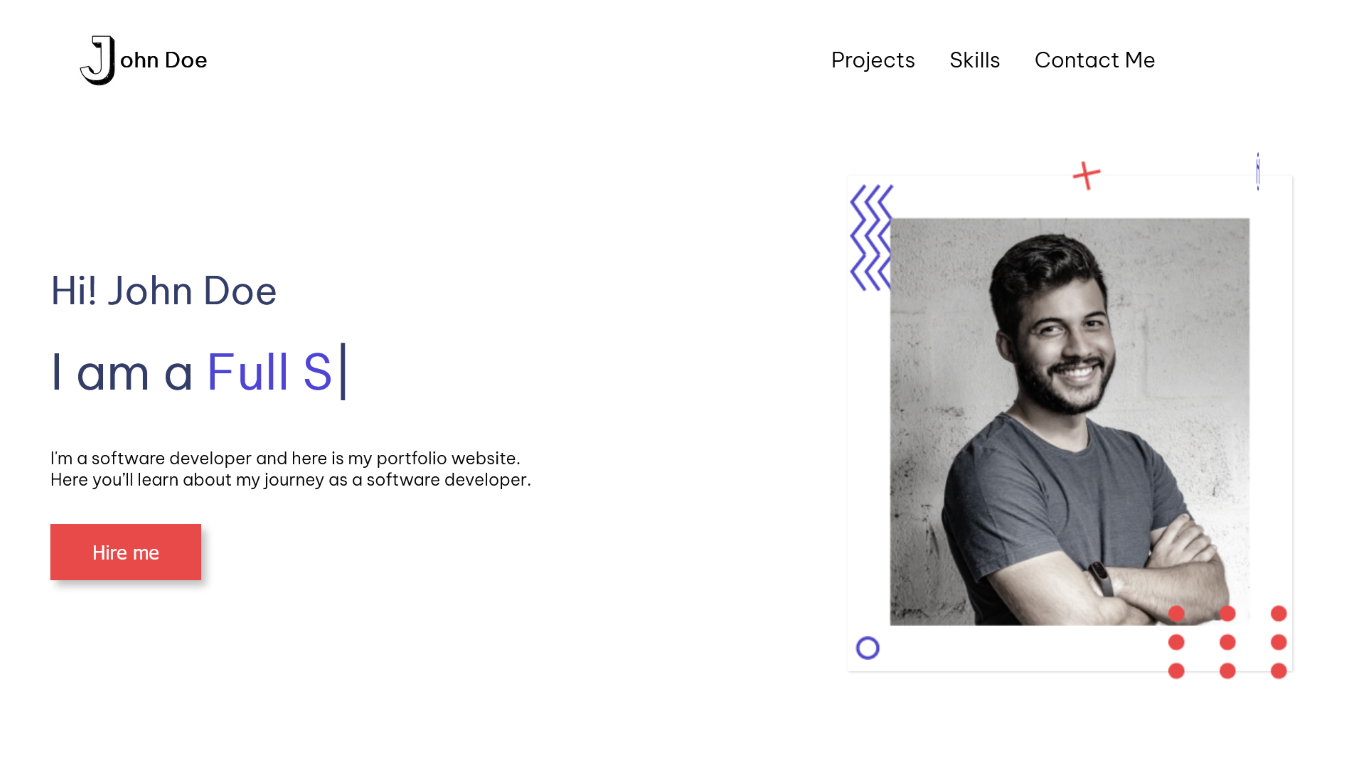 John Doe
Projects Skills Contact Me
Hi! John Doe
I am a Full S
I'm a software developer and here is my portfolio website.
Here you'll learn about my journey as a software developer.
Hire me